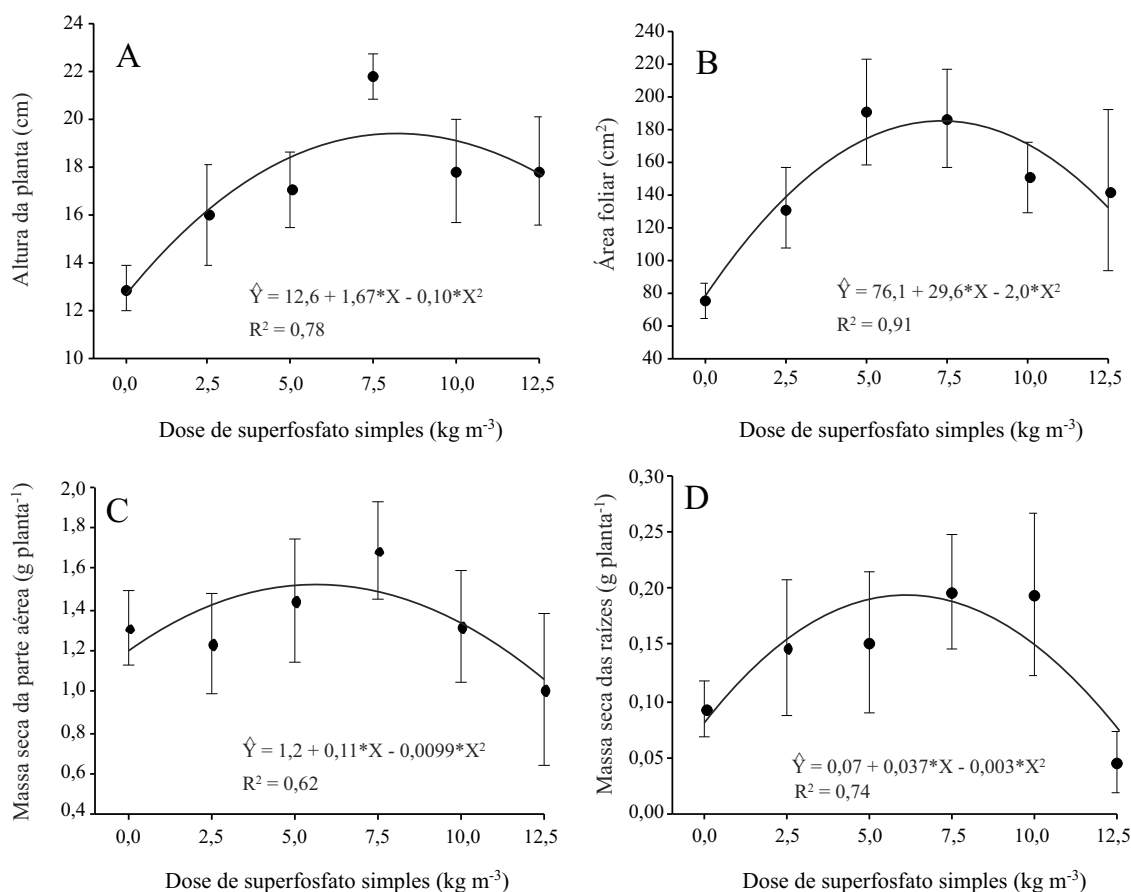 A
Altura da planta (cm)
24
22
20
18
16
14
12
10
Ŷ = 12,6 + 1,67*X - 0,10*X²
R² = 0,78
0,0 2,5 5,0 7,5 10,0 12,5
Dose de superfosfato simples (kg m⁻³)
B
Área foliar (cm²)
240
220
200
180
160
140
120
100
80
60
40
Ŷ = 76,1 + 29,6*X - 2,0*X²
R² = 0,91
0,0 2,5 5,0 7,5 10,0 12,5
Dose de superfosfato simples (kg m⁻³)
C
Massa seca da parte aérea (g planta⁻¹)
2,0
1,8
1,6
1,4
1,2
1,0
0,8
0,6
0,4
Ŷ = 1,2 + 0,11*X - 0,0099*X²
R² = 0,62
0,0 2,5 5,0 7,5 10,0 12,5
Dose de superfosfato simples (kg m⁻³)
D
Massa seca das raízes (g planta⁻¹)
0,30
0,25
0,20
0,15
0,10
0,05
0,00
Ŷ = 0,07 + 0,037*X - 0,003*X²
R² = 0,74
0,0 2,5 5,0 7,5 10,0 12,5
Dose de superfosfato simples (kg m⁻³)